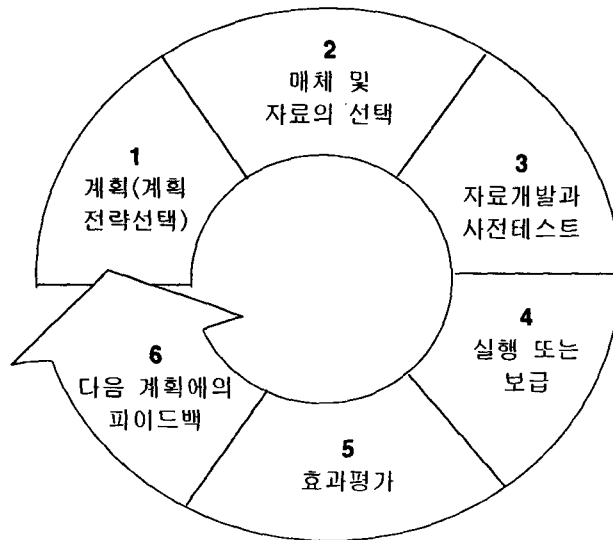 1
계획(계획
전략선택)
2
매체 및
자료의 선택
3
자료개발과
사전테스트
4
실행 또는
보급
5
효과평가
6
다음 계획에의
피이드백